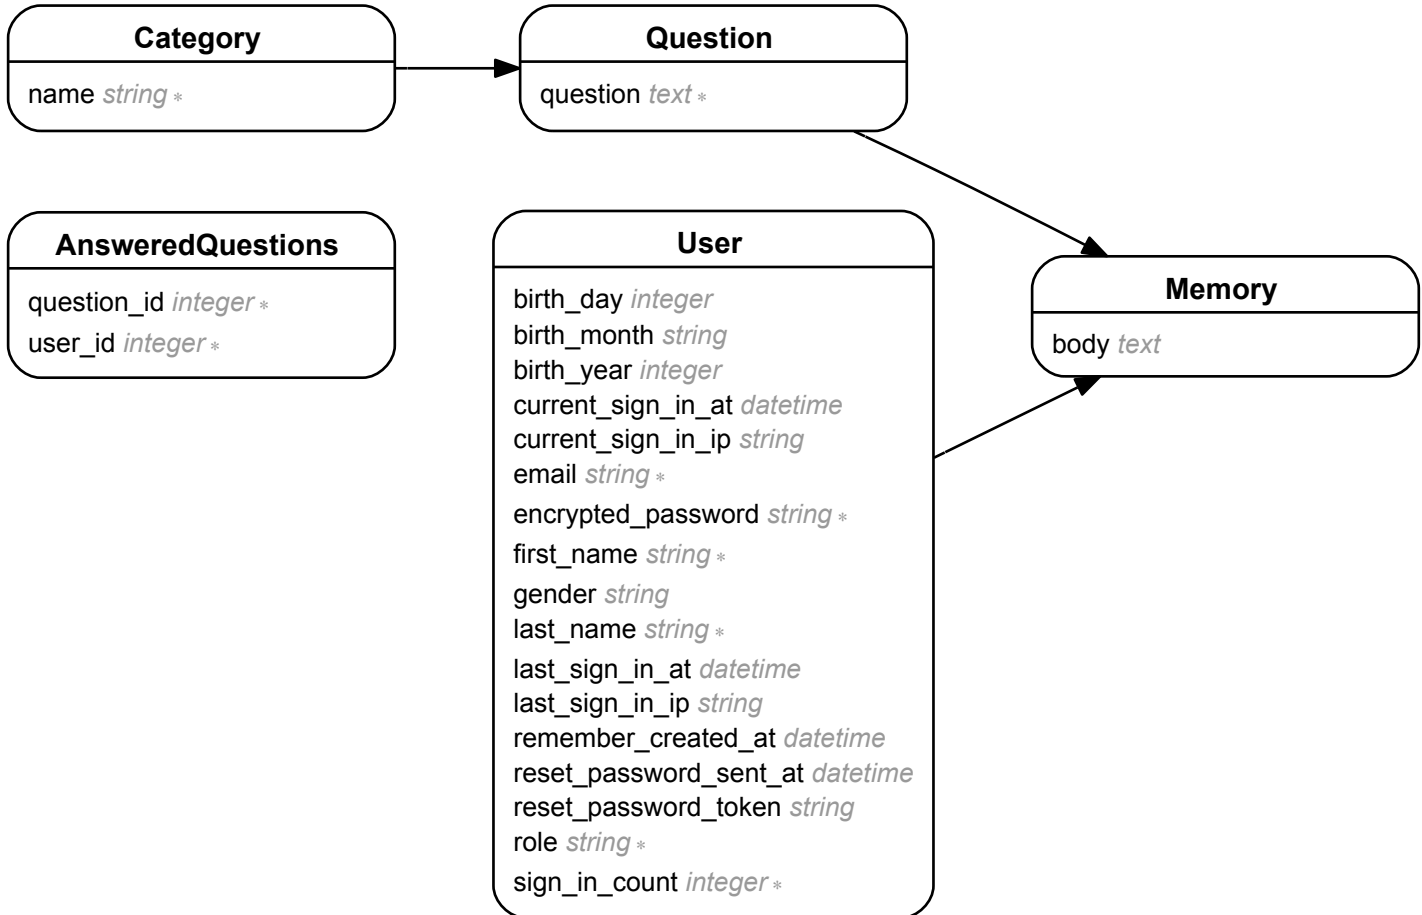 Category
name string *
Question
question text *
AnsweredQuestions
question_id integer *
user_id integer *
User
birth_day integer
birth_month string
birth_year integer
current_sign_in_at datetime
current_sign_in_ip string
email string *
encrypted_password string *
first_name string *
gender string
last_name string *
last_sign_in_at datetime
last_sign_in_ip string
remember_created_at datetime
reset_password_sent_at datetime
reset_password_token string
role string *
sign_in_count integer *
Memory
body text